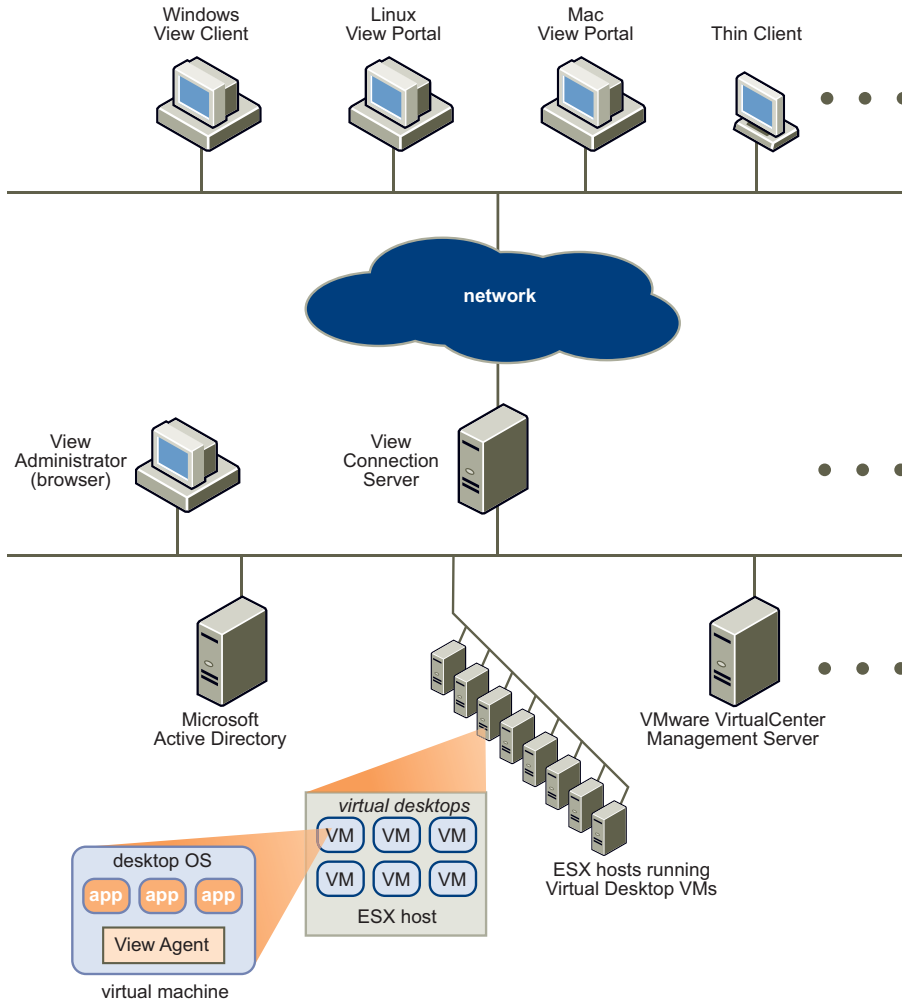 Windows
View Client
Linux
View Portal
Mac
View Portal
Thin Client
network
View
Administrator
(browser)
View
Connection
Server
Microsoft
Active Directory
VMware VirtualCenter
Management Server
virtual desktops
VM VM VM
VM VM VM
ESX host
ESX hosts running
Virtual Desktop VMs
desktop OS
app app app
View Agent
virtual machine